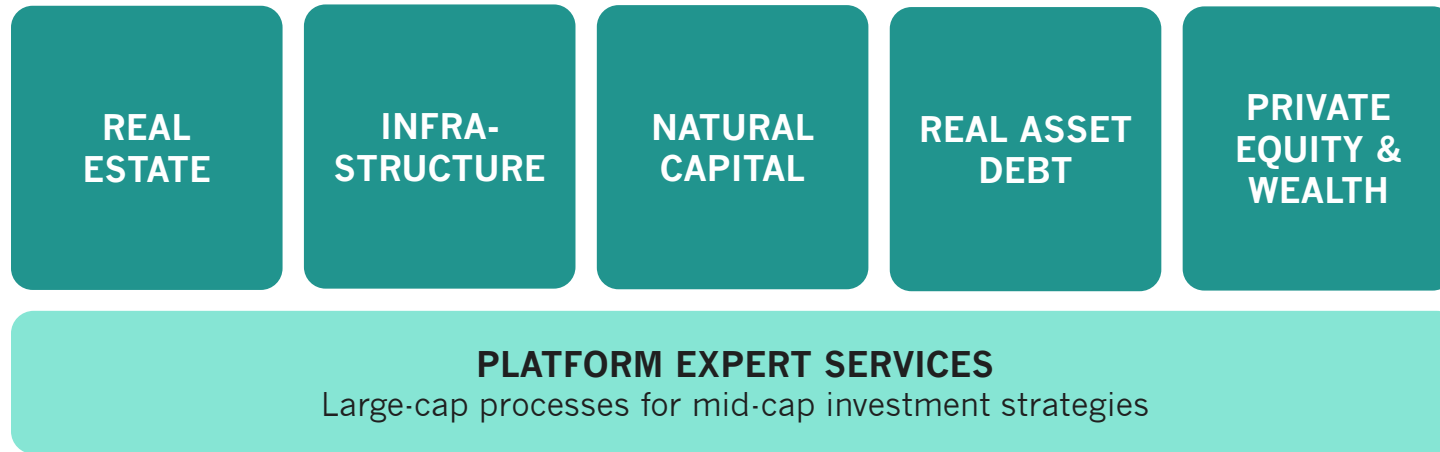 REAL
ESTATE
INFRA-
STRUCTURE
NATURAL
CAPITAL
REAL ASSET
DEBT
PRIVATE
EQUITY &
WEALTH
PLATFORM EXPERT SERVICES
Large-cap processes for mid-cap investment strategies